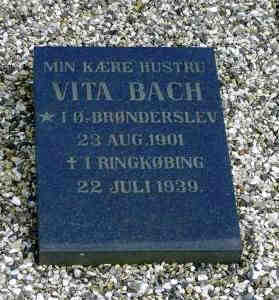 MIN KÆRE HUSTRU
VITA BACH
★ I Ø.-BRØNDERSLEV
23 AUG. 1901
✝ I RINGKØBING
22 JULI 1939.